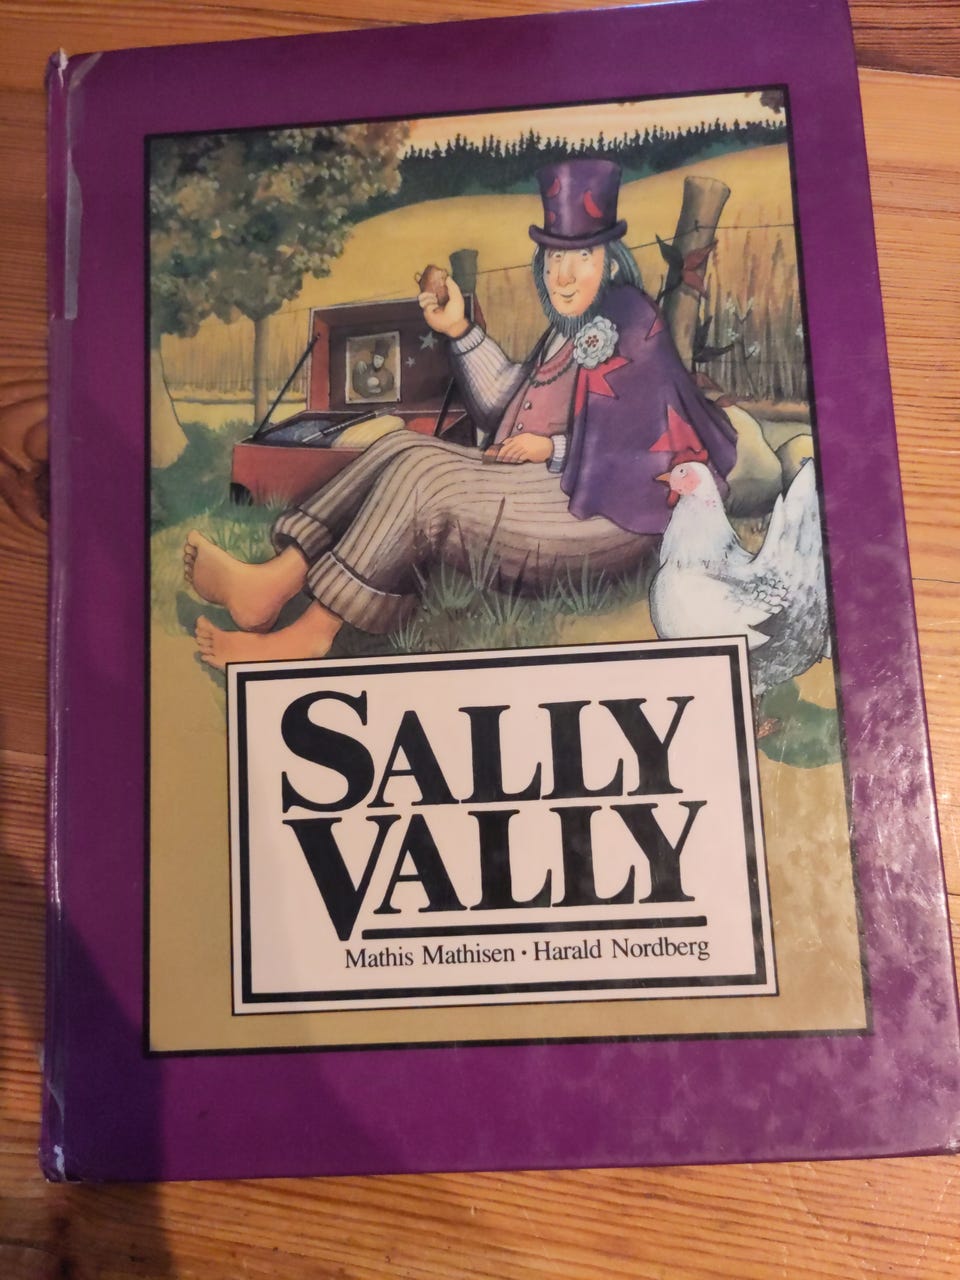 SALLY
VALLY
Mathis Mathisen • Harald Nordberg